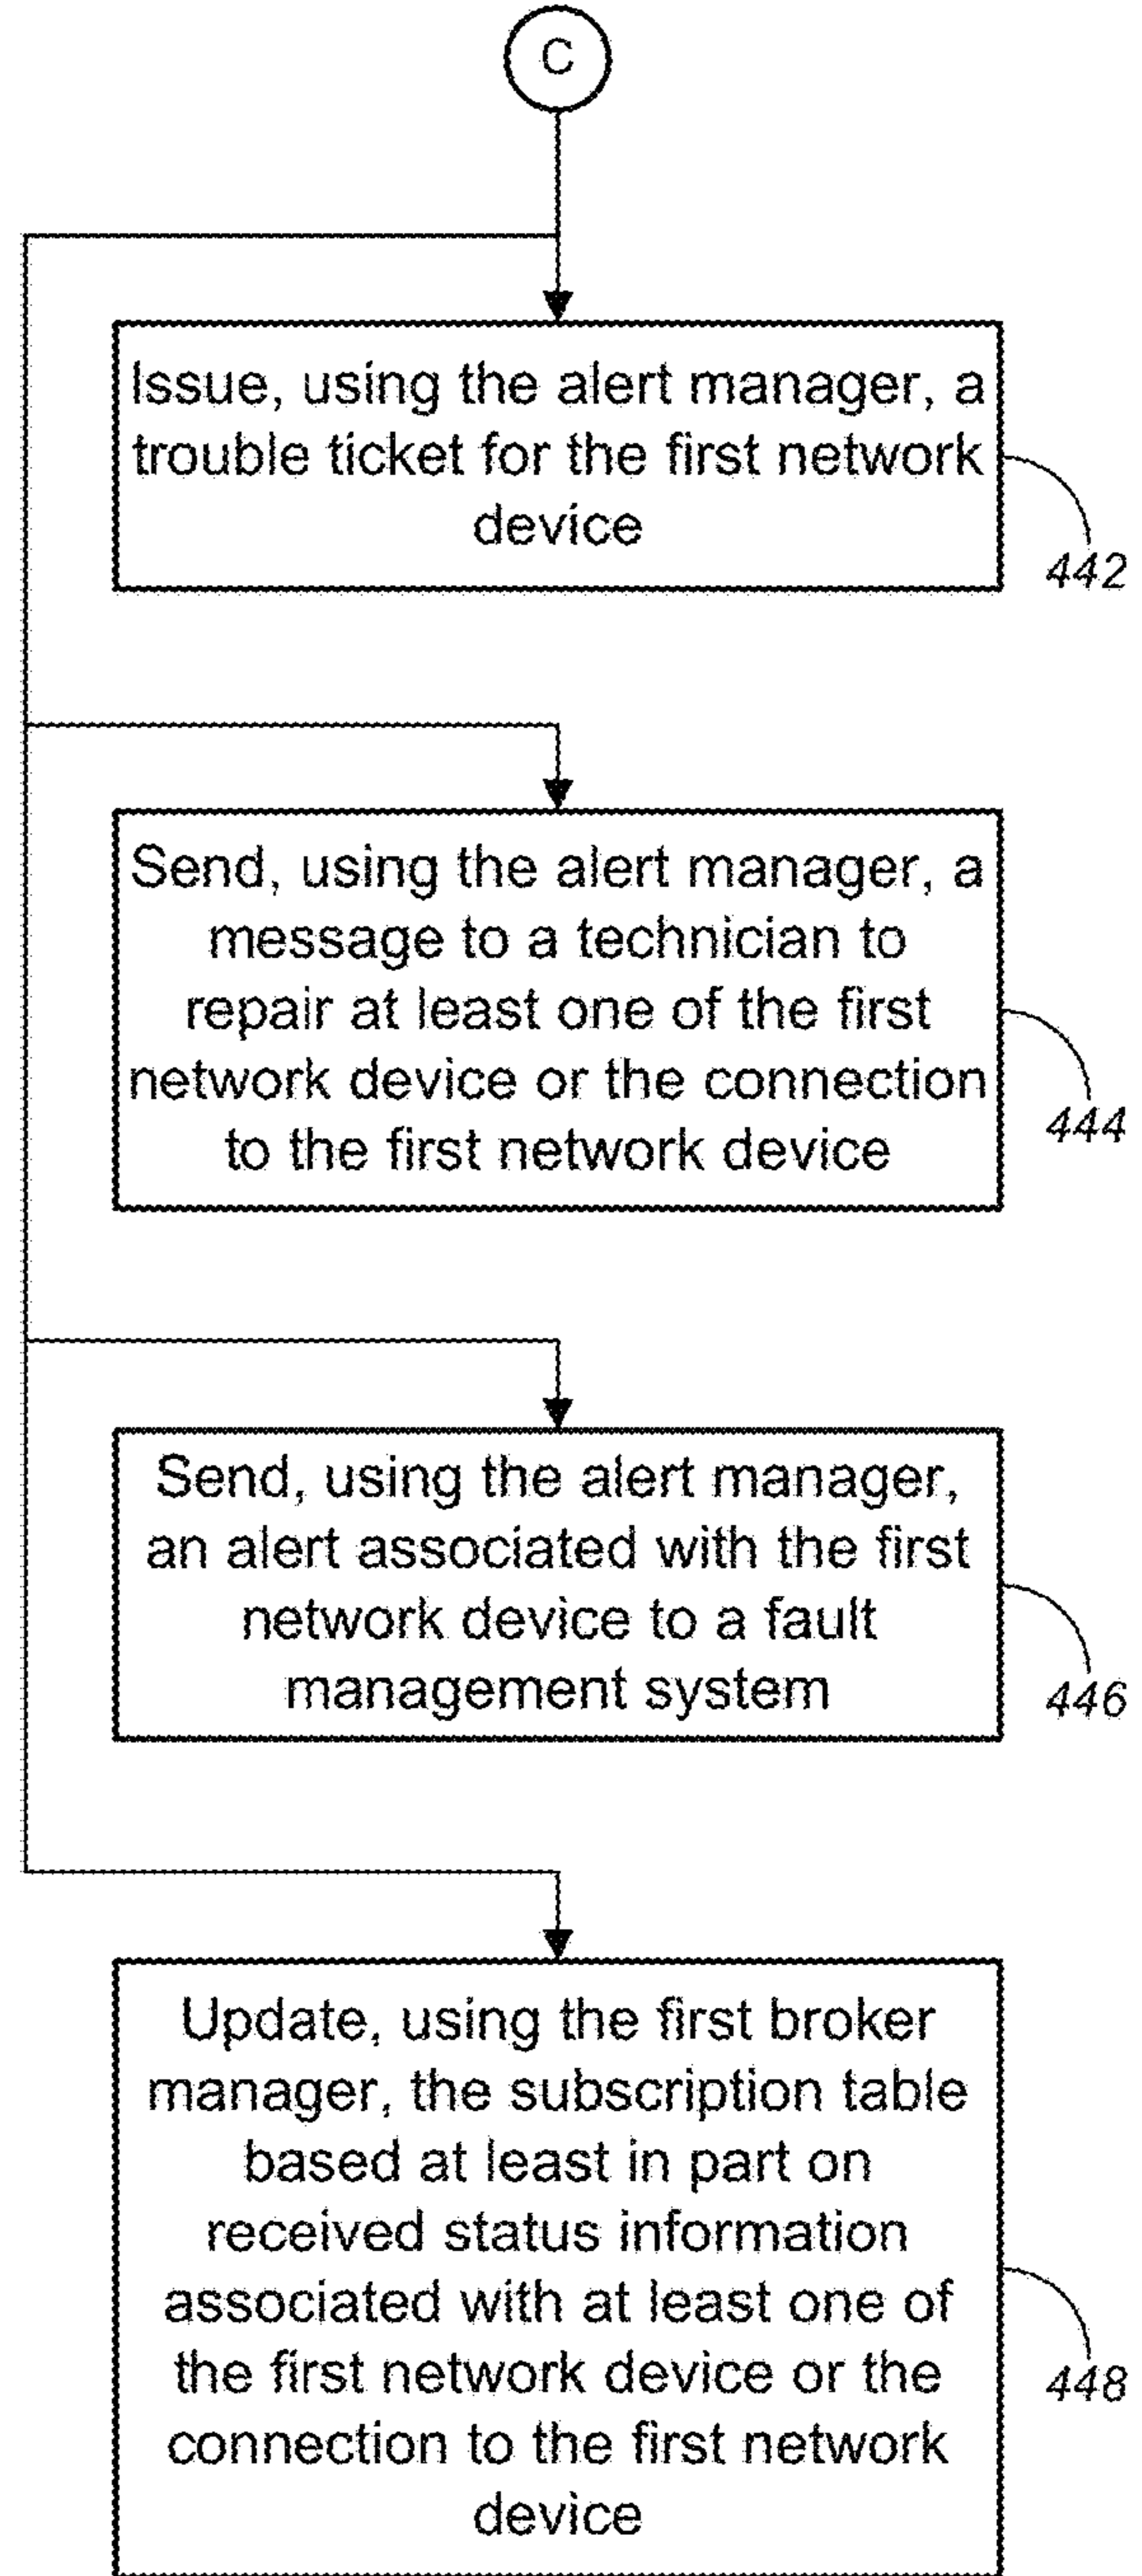 C
Issue, using the alert manager, a
trouble ticket for the first network
device
442
Send, using the alert manager, a
message to a technician to
repair at least one of the first
network device or the connection
to the first network device
444
Send, using the alert manager,
an alert associated with the first
network device to a fault
management system
446
Update, using the first broker
manager, the subscription table
based at least in part on
received status information
associated with at least one of
the first network device or the
connection to the first network
device
448